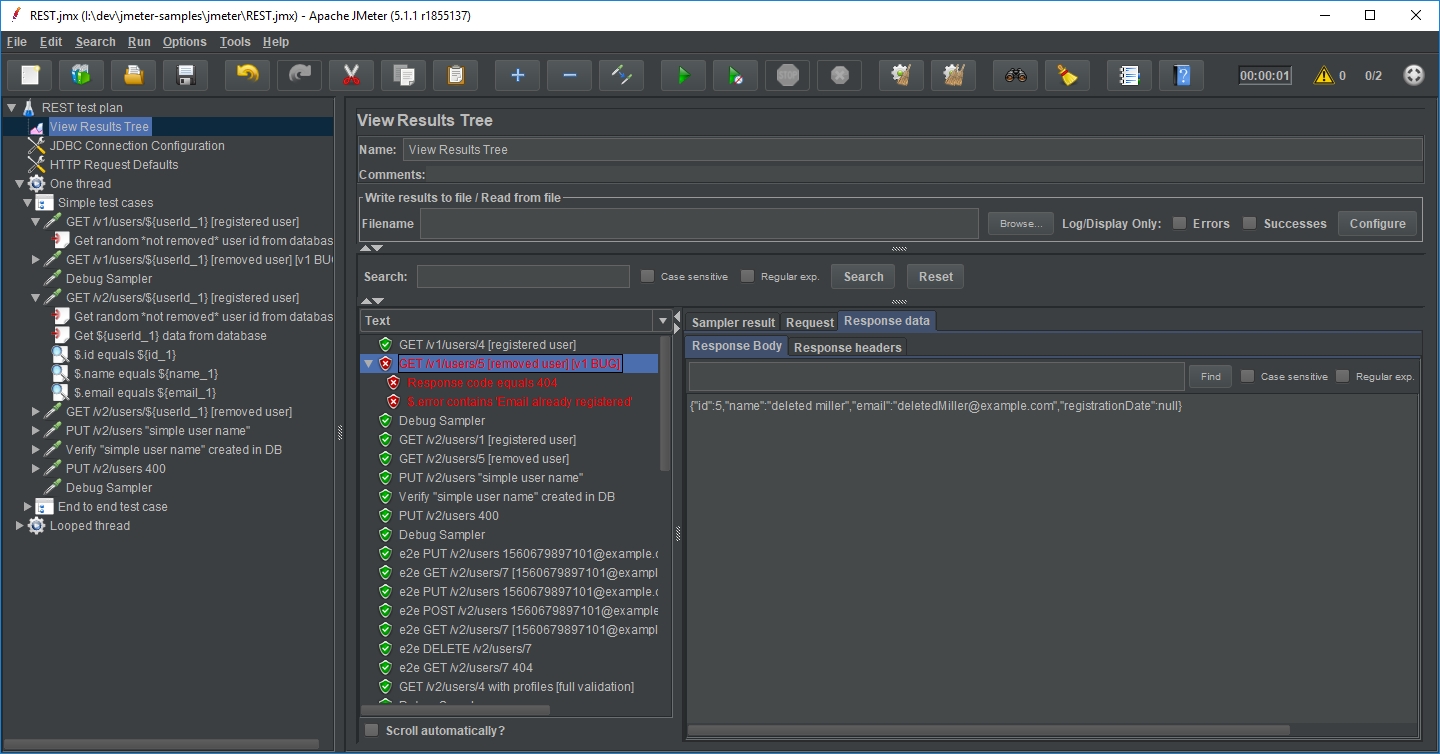 REST.jmx (I:\dev\jmeter-samples\jmeter\REST.jmx) - Apache JMeter (5.1.1 r1855137)
File Edit Search Run Options Tools Help
STOP 00:00:01 0 0/2
REST test plan
View Results Tree
JDBC Connection Configuration
HTTP Request Defaults
One thread
Simple test cases
GET /v1/users/${userId_1} [registered user]
Get random *not removed* user id from databas
GET /v1/users/${userId_1} [removed user] [v1 BU
Debug Sampler
GET /v2/users/${userId_1} [registered user]
Get random *not removed* user id from databas
Get ${userId_1} data from database
$.id equals ${id_1}
$.name equals ${name_1}
$.email equals ${email_1}
GET /v2/users/${userId_1} [removed user]
PUT /v2/users "simple user name"
Verify "simple user name" created in DB
PUT /v2/users 400
Debug Sampler
End to end test case
Looped thread
View Results Tree
Name: View Results Tree
Comments:
Write results to file / Read from file
Filename Browse... Log/Display Only: Errors Successes Configure
Search: Case sensitive Regular exp. Search Reset
Text
GET /v1/users/4 [registered user]
GET /v1/users/5 [removed user] [v1 BUG]
Response code equals 404
$.error contains 'Email already registered'
Debug Sampler
GET /v2/users/1 [registered user]
GET /v2/users/5 [removed user]
PUT /v2/users "simple user name"
Verify "simple user name" created in DB
PUT /v2/users 400
Debug Sampler
e2e PUT /v2/users 1560679897101@example.c
e2e GET /v2/users/7 [1560679897101@exampl
e2e PUT /v2/users 1560679897101@example.c
e2e POST /v2/users 1560679897101@example
e2e GET /v2/users/7 [1560679897101@exampl
e2e DELETE /v2/users/7
e2e GET /v2/users/7 404
GET /v2/users/4 with profiles [full validation]
Scroll automatically?
Sampler result Request Response data
Response Body Response headers
Find Case sensitive Regular exp.
{"id":5,"name":"deleted miller","email":"deletedMiller@example.com","registrationDate":null}